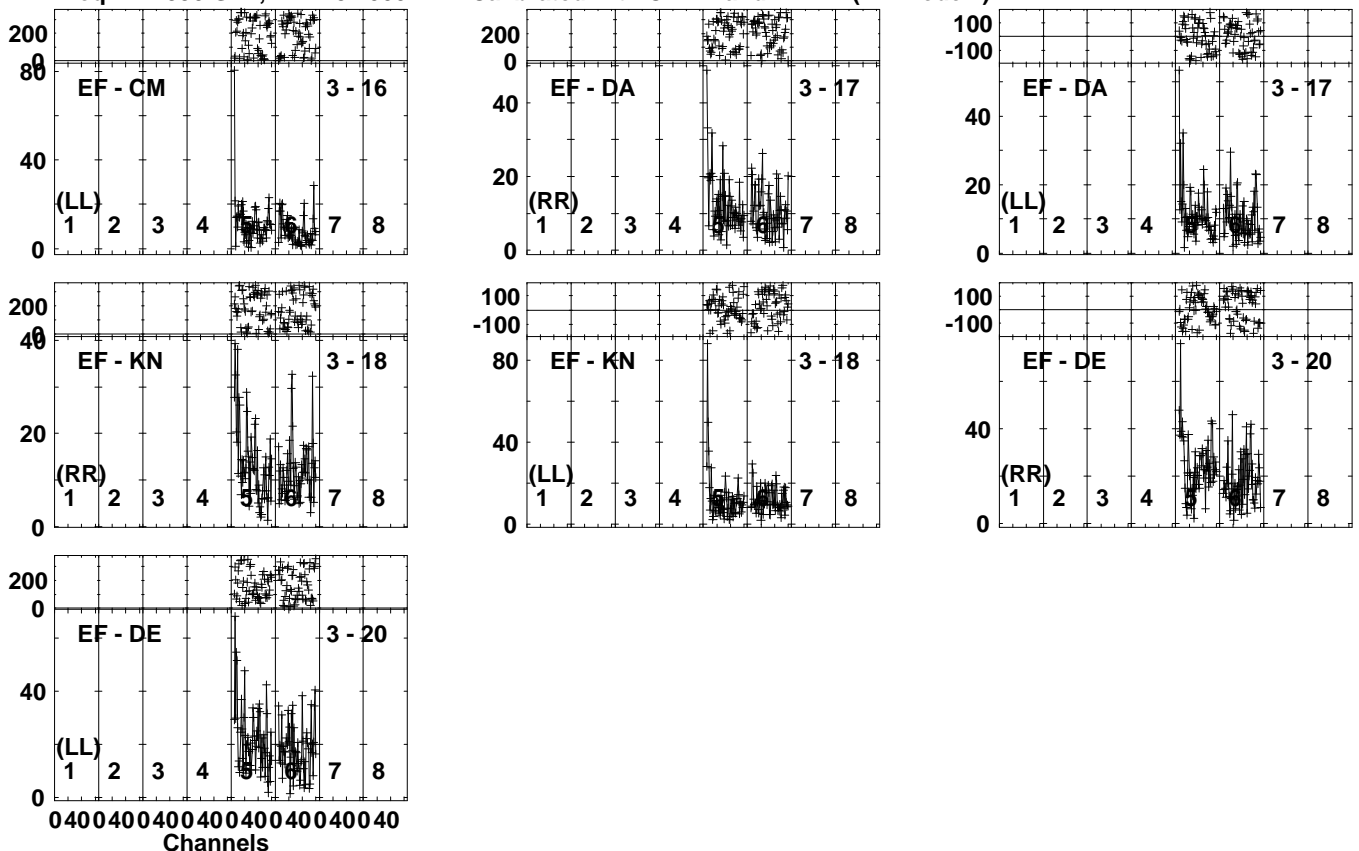 200
0
80
40
0
EF - CM 3 - 16
(LL)
1 2 3 4 5 6 7 8
200
0
40
20
0
EF - DA 3 - 17
(RR)
1 2 3 4 5 6 7 8
100
-100
40
20
0
EF - DA 3 - 17
(LL)
1 2 3 4 5 6 7 8
200
0
40
20
0
EF - KN 3 - 18
(RR)
1 2 3 4 5 6 7 8
100
-100
80
40
0
EF - KN 3 - 18
(LL)
1 2 3 4 5 6 7 8
100
-100
40
0
EF - DE 3 - 20
(RR)
1 2 3 4 5 6 7 8
200
0
40
0
EF - DE 3 - 20
(LL)
1 2 3 4 5 6 7 8
0 40 0 40 0 40 0 40 0 40 0 40 0 40 0 40
Channels